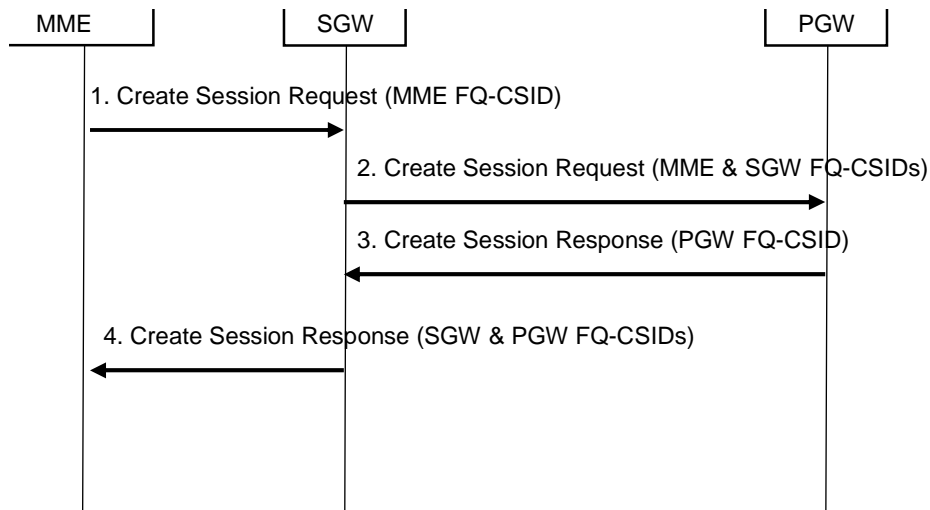 MME SGW PGW
1. Create Session Request (MME FQ-CSID)
2. Create Session Request (MME & SGW FQ-CSIDs)
3. Create Session Response (PGW FQ-CSID)
4. Create Session Response (SGW & PGW FQ-CSIDs)